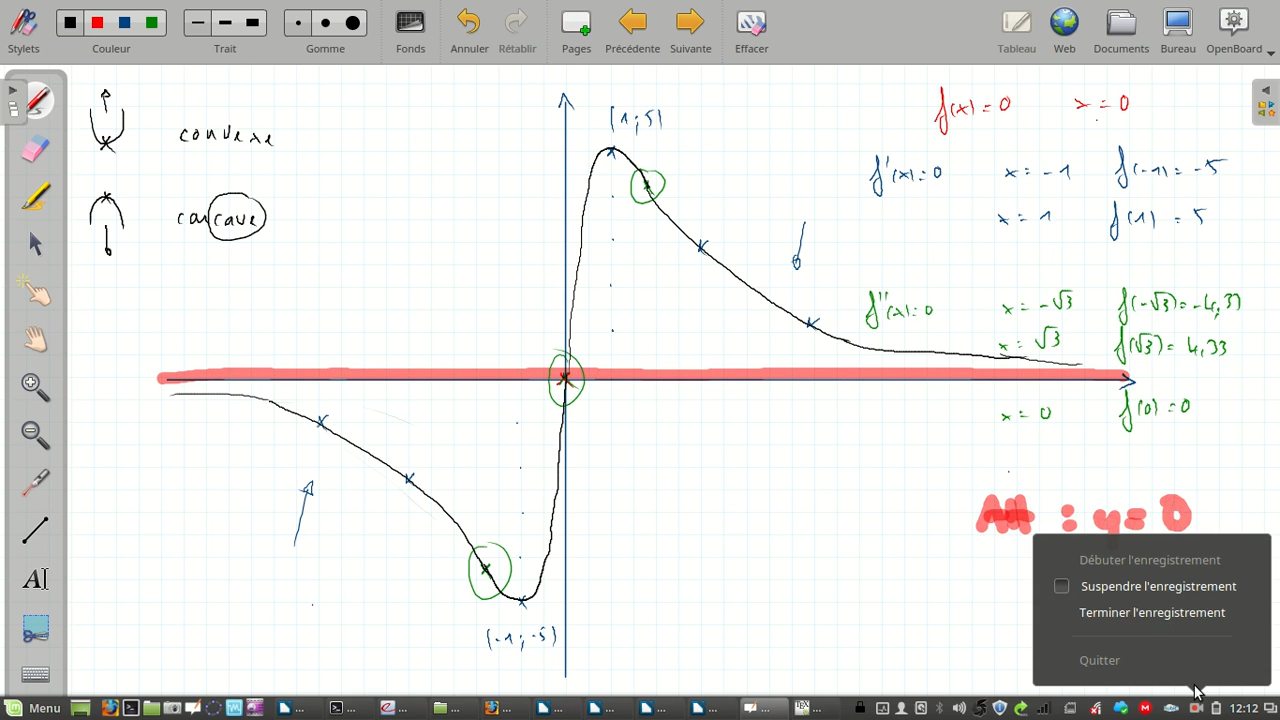 Stylets Couleur Trait Gomme Fonds Annuler Rétablir Pages Précédente Suivante Effacer Tableau Web Documents Bureau OpenBoard
convexe
concave
(1;5)
(-1;-5)
f(x)=0 x=0
f'(x)=0 x=-1 f(-1)=-5
x=1 f(1)=5
f''(x)=0 x=-√3 f(-√3)=-4,33
x=√3 f(√3)=4,33
x=0 f(0)=0
AH : y=0
Débuter l'enregistrement
Suspendre l'enregistrement
Terminer l'enregistrement
Quitter
Menu ... ... ... ... ... ... ... ... ... ... ... 12:12